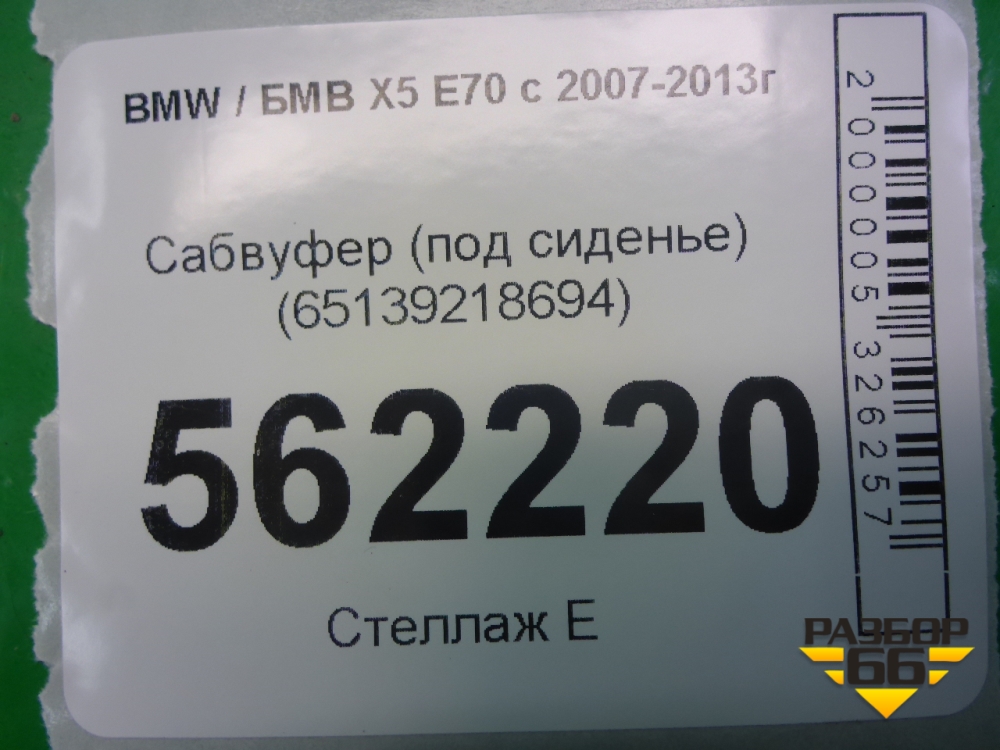 BMW / БМВ X5 E70 с 2007-2013г
Сабвуфер (под сиденье)
(65139218694)
562220
Стеллаж Е
2000005326257
РАЗБОР
66